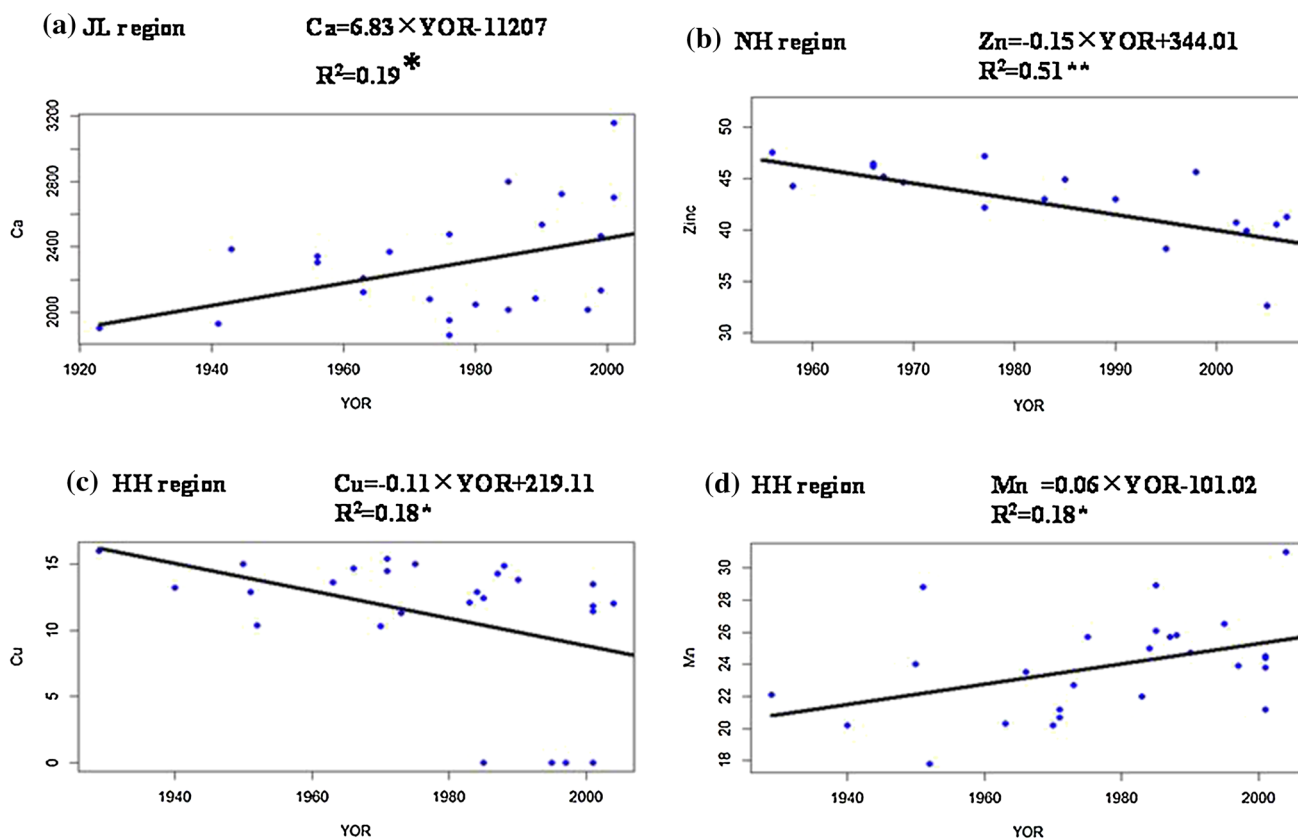 (a) JL region Ca=6.83×YOR-11207
R²=0.19*
Ca
3200
2800
2400
2000
1920 1940 1960 1980 2000
YOR
(b) NH region Zn=-0.15×YOR+344.01
R²=0.51**
Zinc
50
45
40
35
30
1960 1970 1980 1990 2000
YOR
(c) HH region Cu=-0.11×YOR+219.11
R²=0.18*
Cu
15
10
5
0
1940 1960 1980 2000
YOR
(d) HH region Mn =0.06×YOR-101.02
R²=0.18*
Mn
30
28
26
24
22
20
18
1940 1960 1980 2000
YOR